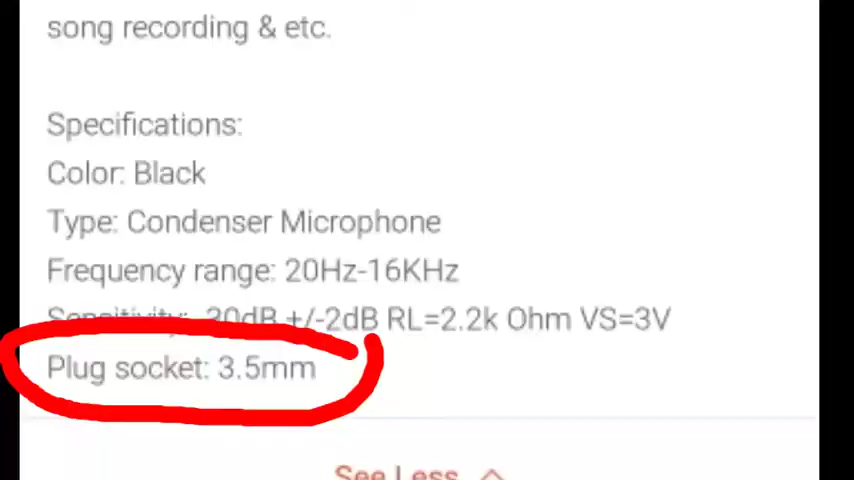 song recording & etc.
Specifications:
Color: Black
Type: Condenser Microphone
Frequency range: 20Hz-16KHz
Sensitivity: -30dB +/-2dB RL=2.2k Ohm VS=3V
Plug socket: 3.5mm
See Less